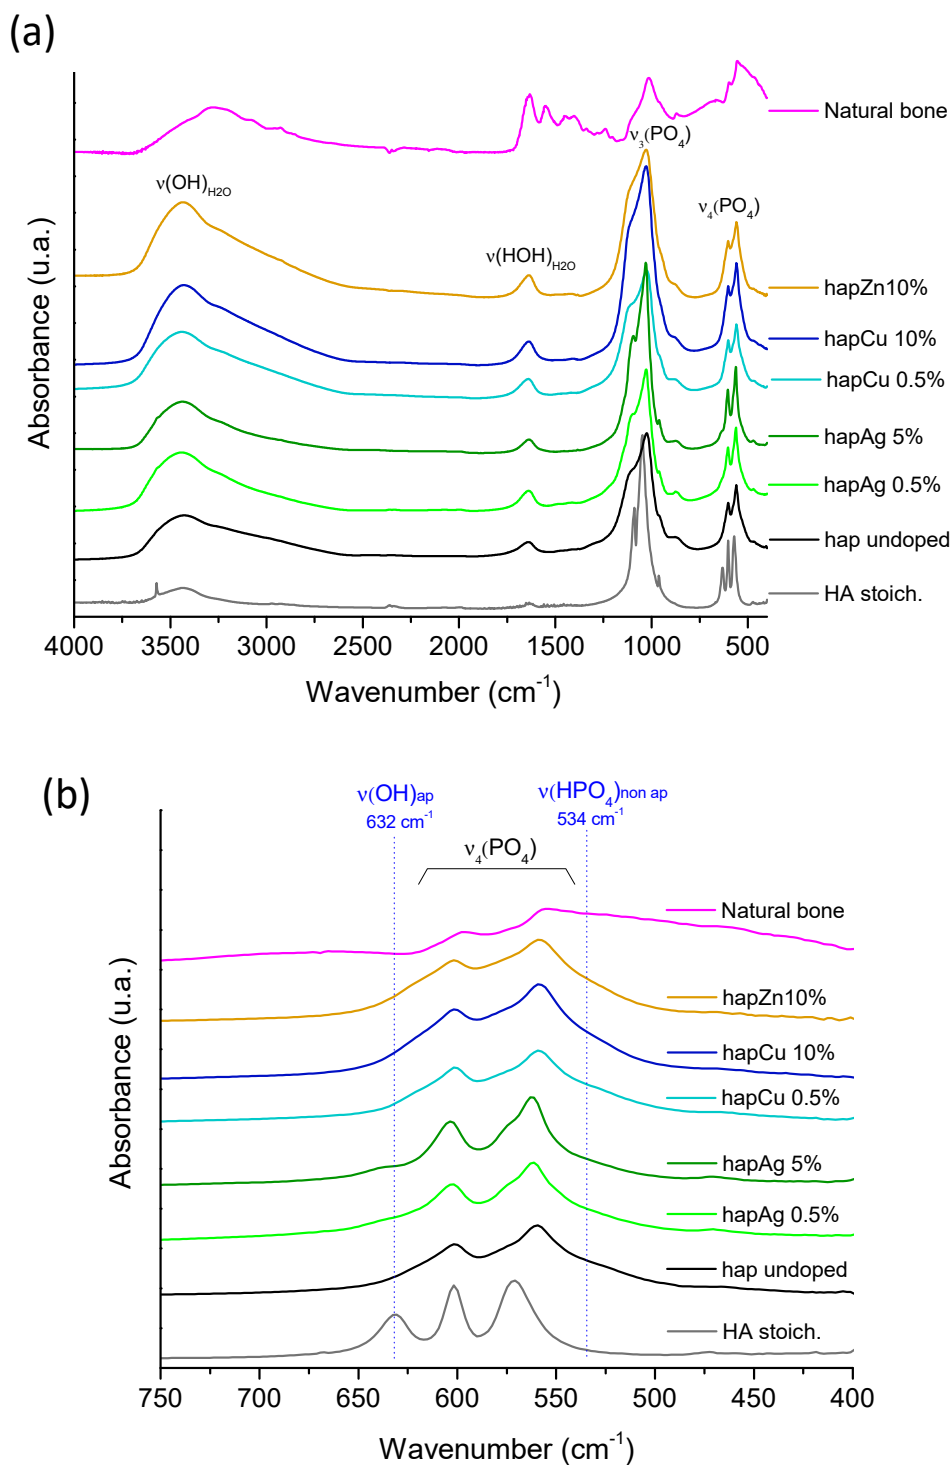 (a)
Natural bone
ν₃(PO₄)
ν(OH)H2O
ν₄(PO₄)
ν(HOH)H2O
hapZn10%
hapCu 10%
hapCu 0.5%
hapAg 5%
hapAg 0.5%
hap undoped
HA stoich.
Absorbance (u.a.)
4000 3500 3000 2500 2000 1500 1000 500
Wavenumber (cm⁻¹)
(b)
ν(OH)ap
632 cm⁻¹
ν(HPO₄)non ap
534 cm⁻¹
ν₄(PO₄)
Natural bone
hapZn10%
hapCu 10%
hapCu 0.5%
hapAg 5%
hapAg 0.5%
hap undoped
HA stoich.
Absorbance (u.a.)
750 700 650 600 550 500 450 400
Wavenumber (cm⁻¹)